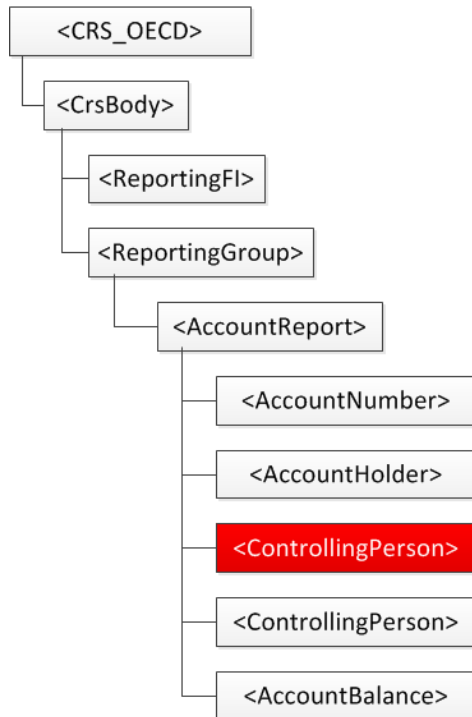 <CRS_OECD>
<CrsBody>
<ReportingFI>
<ReportingGroup>
<AccountReport>
<AccountNumber>
<AccountHolder>
<ControllingPerson>
<ControllingPerson>
<AccountBalance>